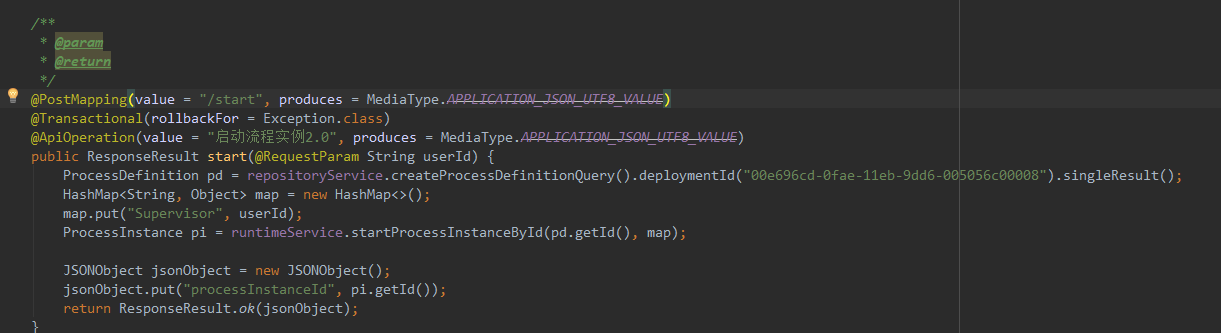 /**
 * @param
 * @return
 */
@PostMapping(value = "/start", produces = MediaType.APPLICATION_JSON_UTF8_VALUE)
@Transactional(rollbackFor = Exception.class)
@ApiOperation(value = "启动流程实例2.0", produces = MediaType.APPLICATION_JSON_UTF8_VALUE)
public ResponseResult start(@RequestParam String userId) {
    ProcessDefinition pd = repositoryService.createProcessDefinitionQuery().deploymentId("00e696cd-0fae-11eb-9dd6-005056c00008").singleResult();
    HashMap<String, Object> map = new HashMap<>();
    map.put("Supervisor", userId);
    ProcessInstance pi = runtimeService.startProcessInstanceById(pd.getId(), map);

    JSONObject jsonObject = new JSONObject();
    jsonObject.put("processInstanceId", pi.getId());
    return ResponseResult.ok(jsonObject);
}